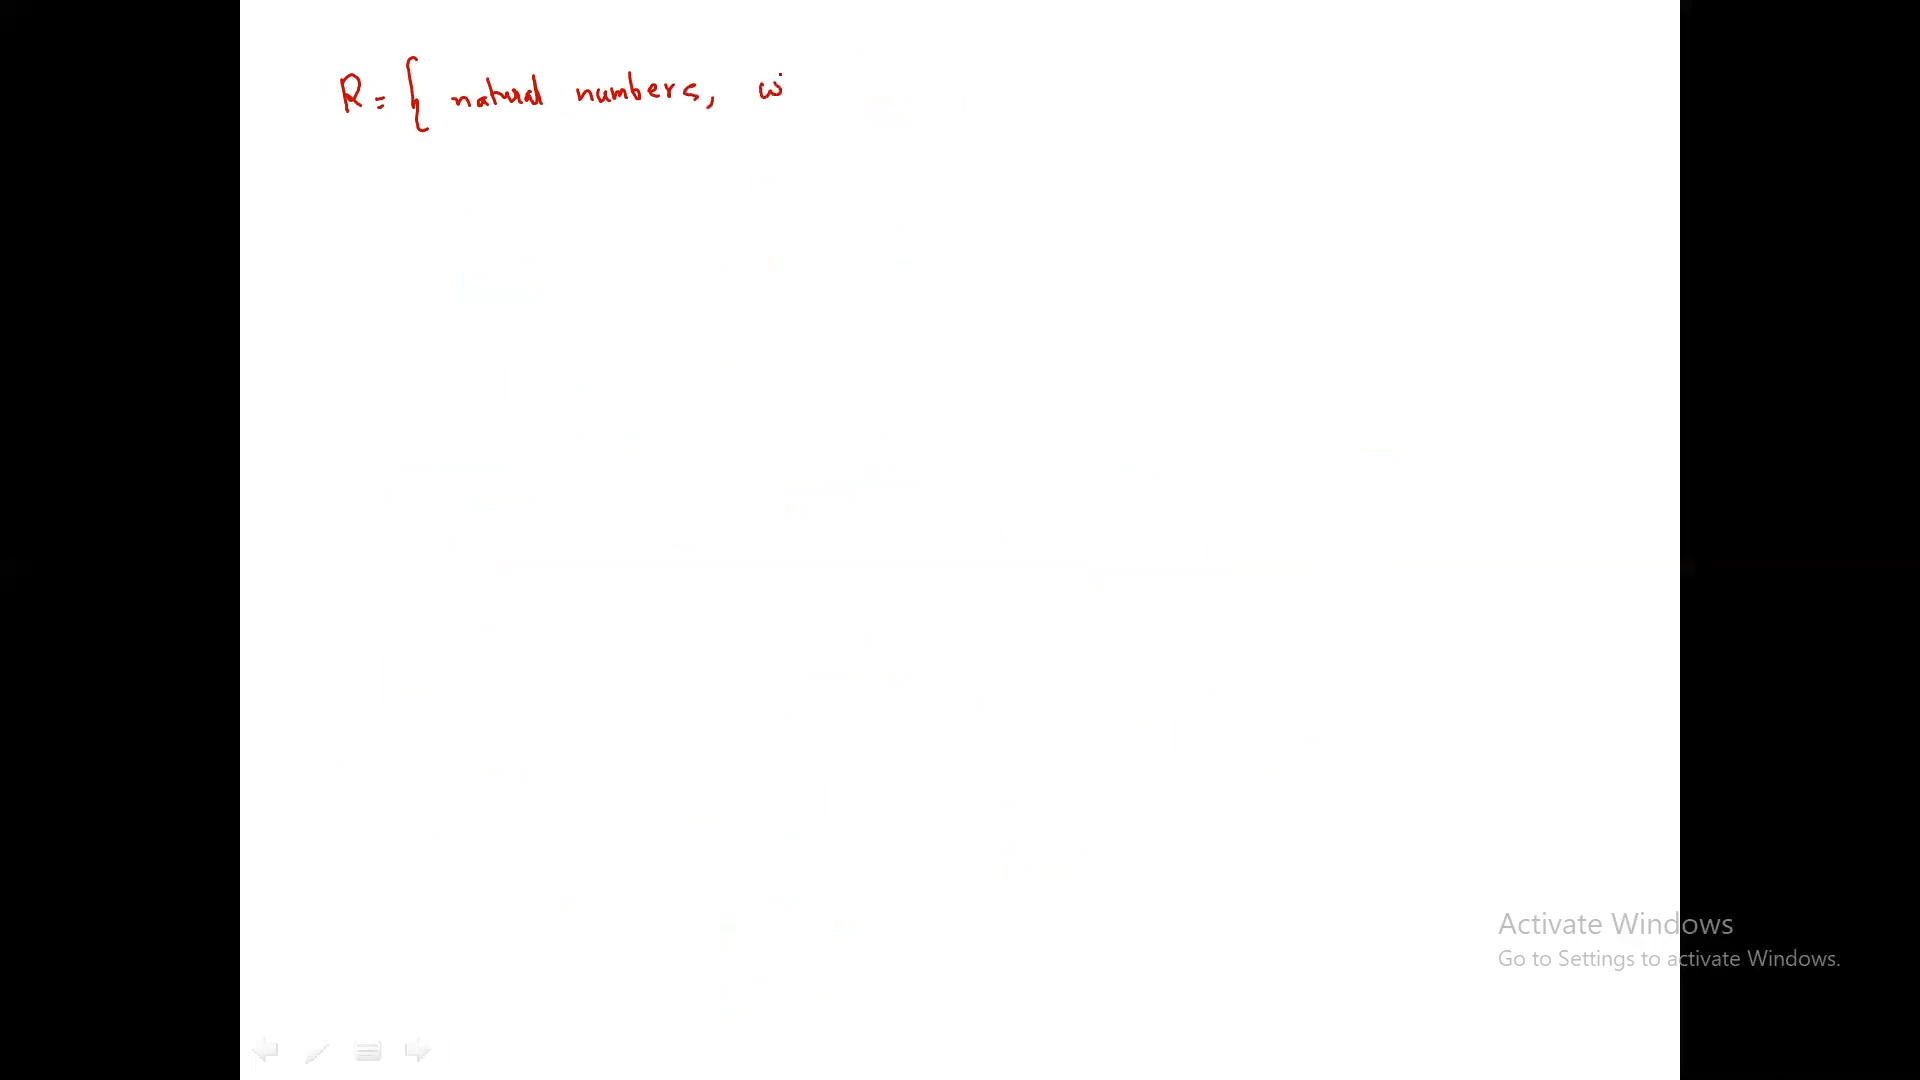 R = { natural numbers, w
Activate Windows
Go to Settings to activate Windows.